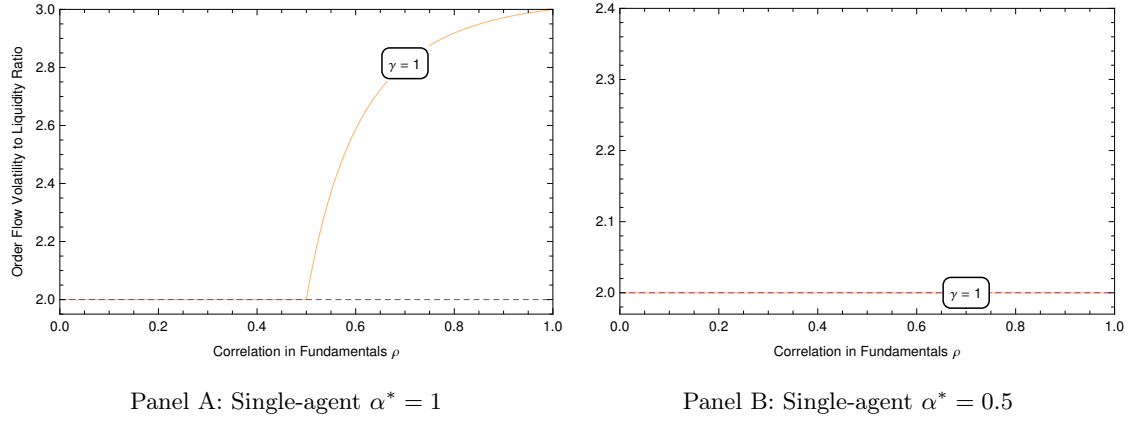 Order Flow Volatility to Liquidity Ratio
3.0
2.8
2.6
2.4
2.2
2.0
γ = 1
0.0 0.2 0.4 0.6 0.8 1.0
Correlation in Fundamentals ρ
Panel A: Single-agent α* = 1
2.4
2.3
2.2
2.1
2.0
γ = 1
0.0 0.2 0.4 0.6 0.8 1.0
Correlation in Fundamentals ρ
Panel B: Single-agent α* = 0.5